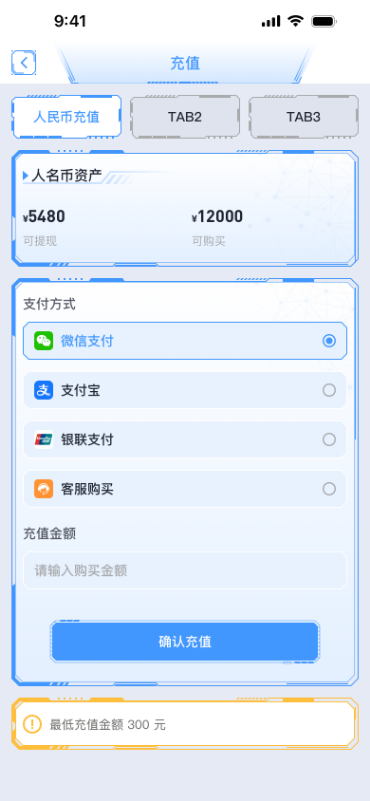 9:41
充值
人民币充值
TAB2
TAB3
人名币资产
¥5480
¥12000
可提现
可购买
支付方式
微信支付
支付宝
银联支付
客服购买
充值金额
请输入购买金额
确认充值
最低充值金额 300 元